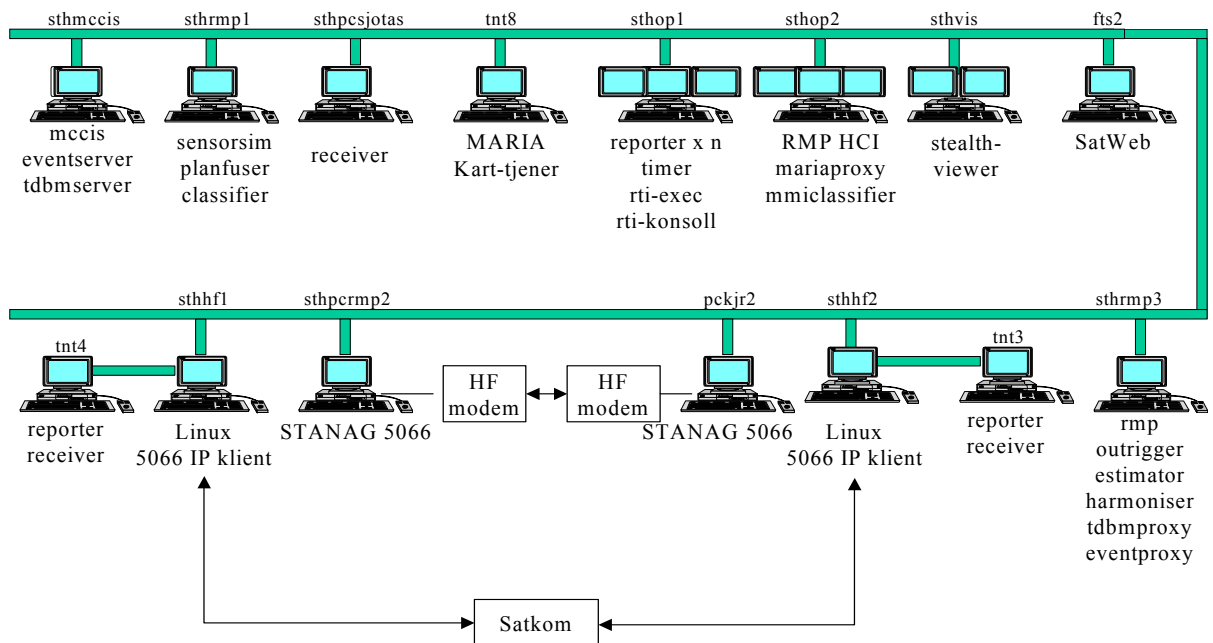 sthmccis
sthrmp1
sthpcsjotas
tnt8
sthop1
sthop2
sthvis
fts2
mccis
eventserver
tdbmserver
sensorsim
planfuser
classifier
receiver
MARIA
Kart-tjener
reporter x n
timer
rti-exec
rti-konsoll
RMP HCI
mariaproxy
mmiclassifier
stealth-
viewer
SatWeb
sthhf1
sthpcrmp2
pckjr2
sthhf2
sthrmp3
tnt4
tnt3
HF
modem
HF
modem
reporter
receiver
Linux
5066 IP klient
STANAG 5066
STANAG 5066
Linux
5066 IP klient
reporter
receiver
rmp
outrigger
estimator
harmoniser
tdbmproxy
eventproxy
Satkom